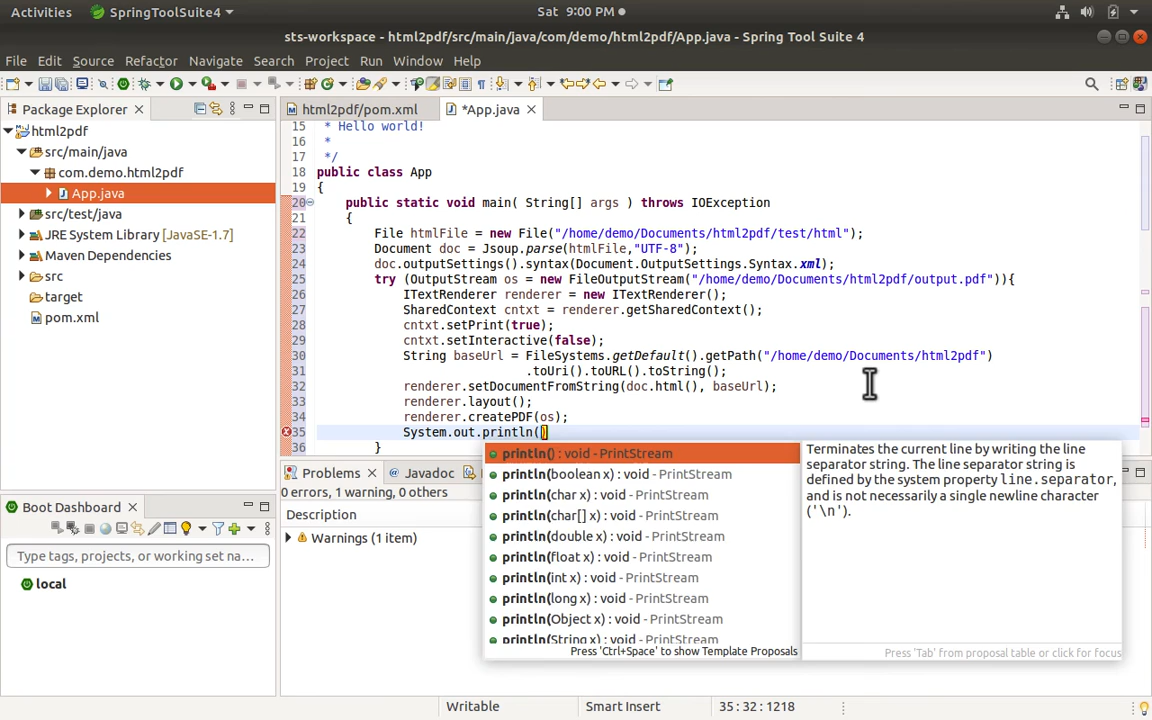 Activities SpringToolSuite4 Sat 9:00 PM
sts-workspace - html2pdf/src/main/java/com/demo/html2pdf/App.java - Spring Tool Suite 4
File Edit Source Refactor Navigate Search Project Run Window Help
Package Explorer
html2pdf
src/main/java
com.demo.html2pdf
App.java
src/test/java
JRE System Library [JavaSE-1.7]
Maven Dependencies
src
target
pom.xml
html2pdf/pom.xml *App.java
15 * Hello world!
16 *
17 */
18 public class App
19 {
20 public static void main( String[] args ) throws IOException
21 {
22 File htmlFile = new File("/home/demo/Documents/html2pdf/test/html");
23 Document doc = Jsoup.parse(htmlFile,"UTF-8");
24 doc.outputSettings().syntax(Document.OutputSettings.Syntax.xml);
25 try (OutputStream os = new FileOutputStream("/home/demo/Documents/html2pdf/output.pdf")){
26 ITextRenderer renderer = new ITextRenderer();
27 SharedContext cntxt = renderer.getSharedContext();
28 cntxt.setPrint(true);
29 cntxt.setInteractive(false);
30 String baseUrl = FileSystems.getDefault().getPath("/home/demo/Documents/html2pdf")
31 .toUri().toURL().toString();
32 renderer.setDocumentFromString(doc.html(), baseUrl);
33 renderer.layout();
34 renderer.createPDF(os);
35 System.out.println()
36 }
println() : void - PrintStream
println(boolean x) : void - PrintStream
println(char x) : void - PrintStream
println(char[] x) : void - PrintStream
println(double x) : void - PrintStream
println(float x) : void - PrintStream
println(int x) : void - PrintStream
println(long x) : void - PrintStream
println(Object x) : void - PrintStream
println(String x) : void - PrintStream
Press 'Ctrl+Space' to show Template Proposals
Terminates the current line by writing the line
separator string. The line separator string is
defined by the system property line.separator,
and is not necessarily a single newline character
('\n').
Press 'Tab' from proposal table or click for focus
Problems Javadoc
0 errors, 1 warning, 0 others
Description
Warnings (1 item)
Boot Dashboard
Type tags, projects, or working set na...
local
Writable Smart Insert 35 : 32 : 1218